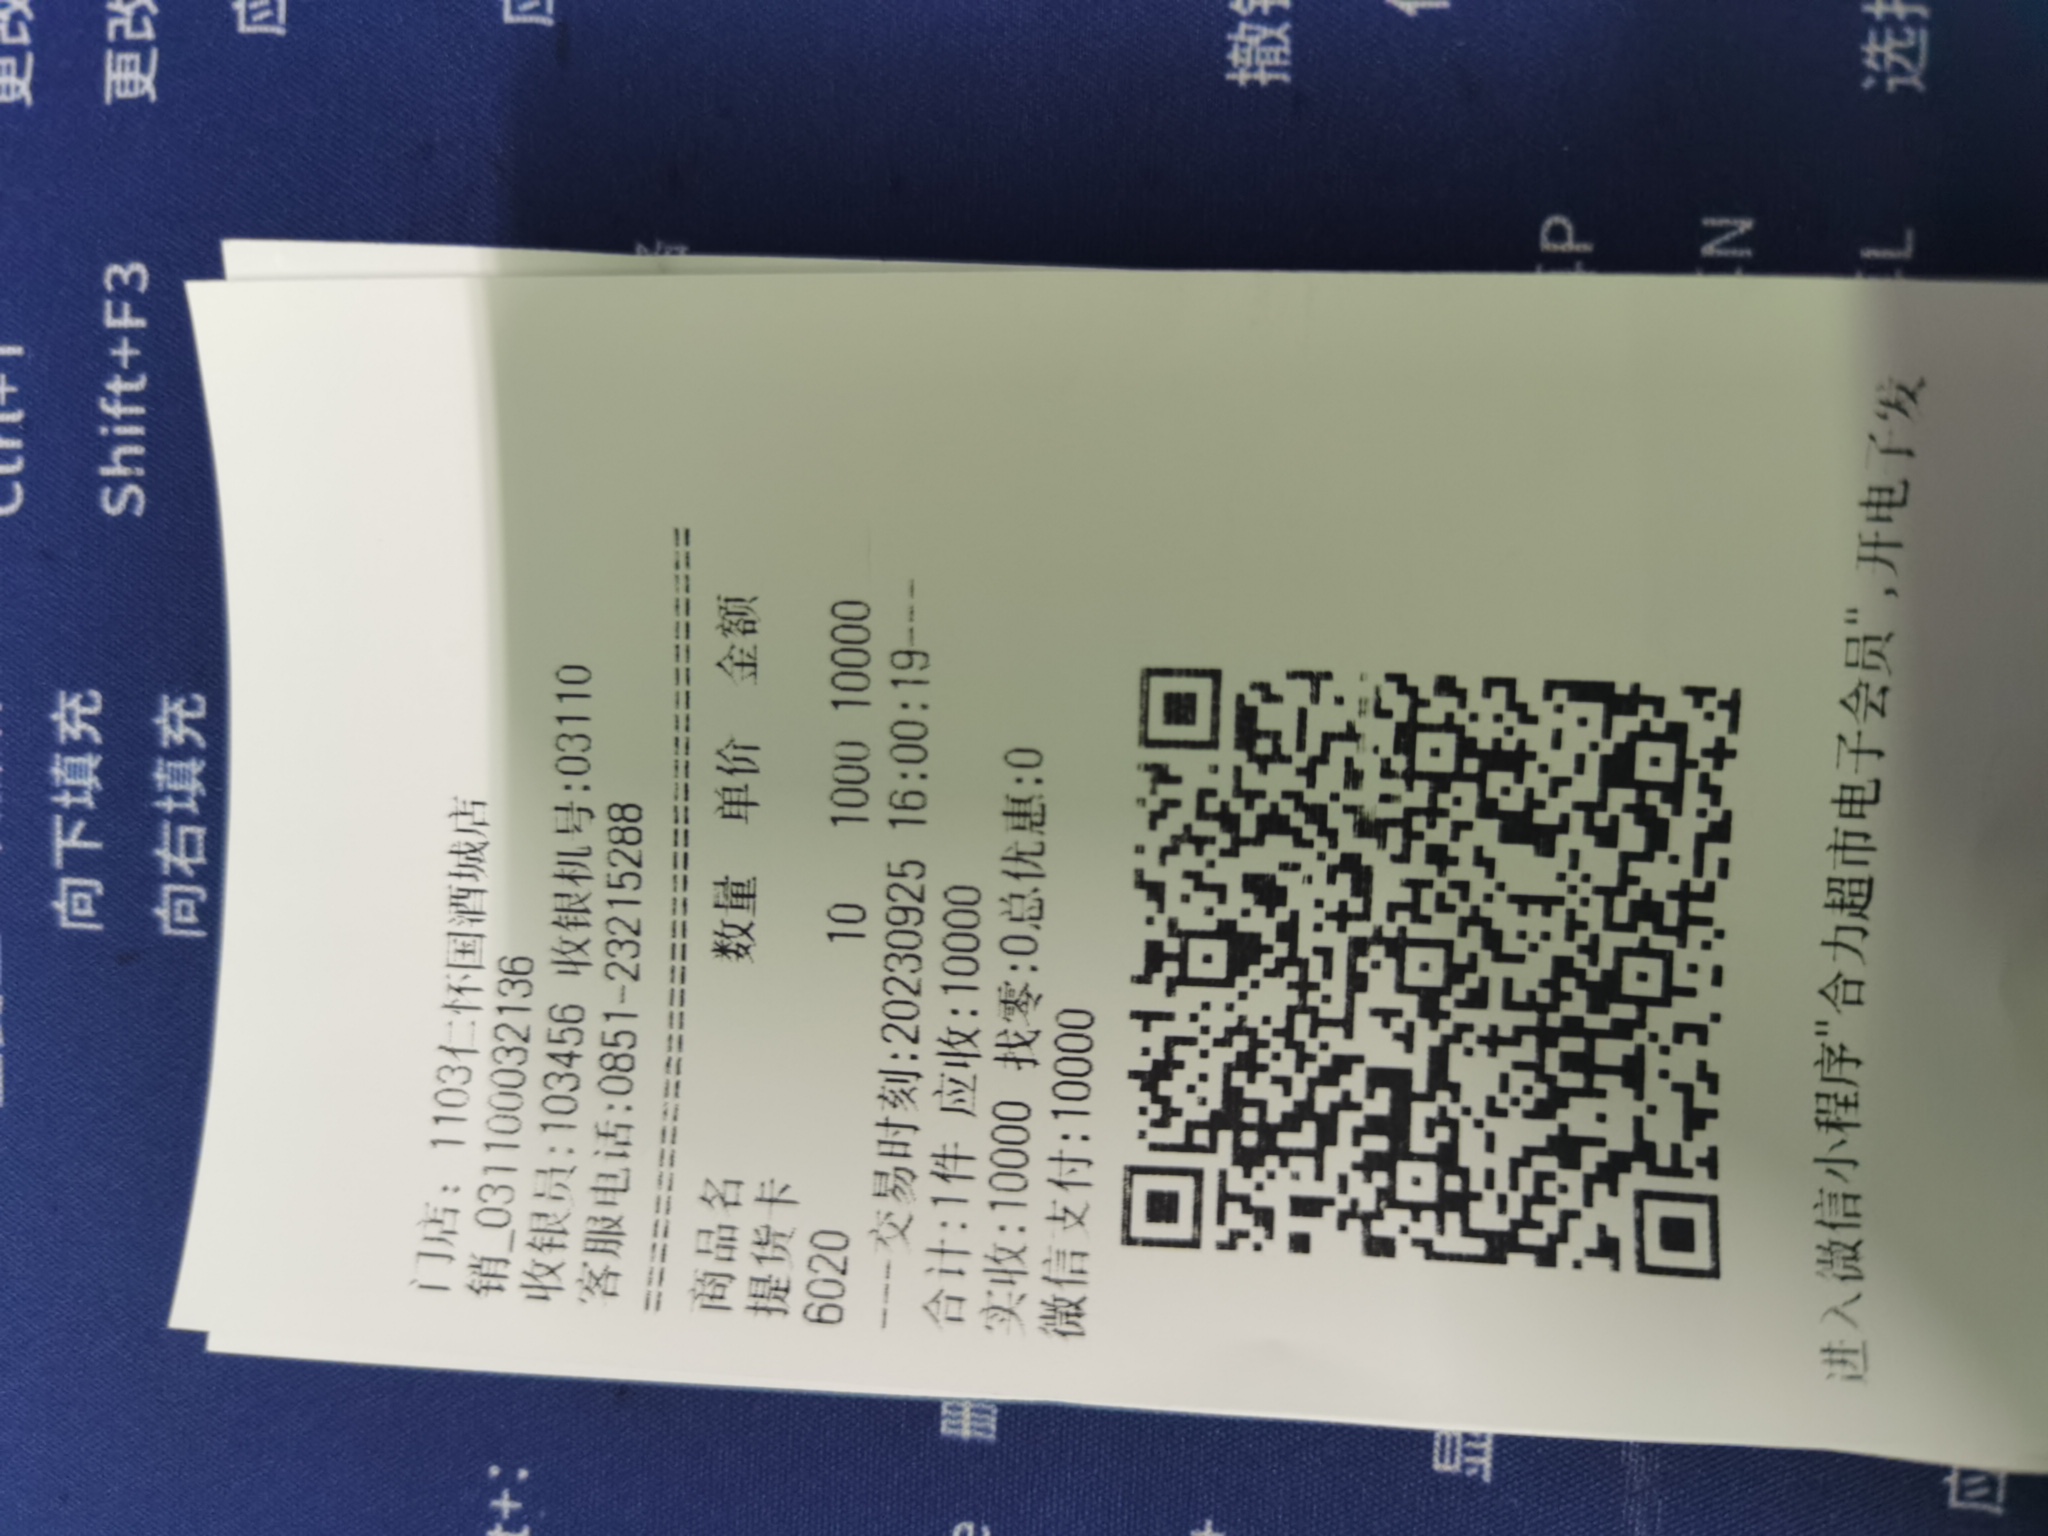 门店: 1103仁怀国酒城店
销_0311000032136
收银员:103456 收银机号:03110
客服电话:0851-23215288
商品名 数量 单价 金额
提货卡
6020 10 1000 10000
----交易时刻:20230925 16:00:19----
合计:1件 应收:10000
实收:10000 找零:0总优惠:0
微信支付:10000
进入微信小程序"合力超市电子会员",开电子发
向下填充
向右填充
Shift+F3
更改